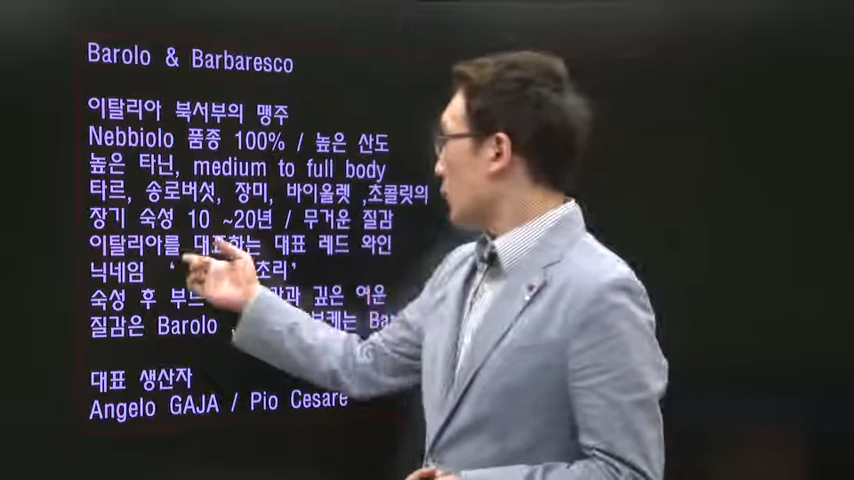 Barolo & Barbaresco
이탈리아 북서부의 맹주
Nebbiolo 품종 100% / 높은 산도
높은 타닌, medium to full body
타르, 송로버섯, 장미, 바이올렛 ,초콜릿의
장기 숙성 10 ~20년 / 무거운 질감
이탈리아를 대표하는 대표 레드 와인
닉네임
숙성 후 깊은 여운
질감은 Barolo
대표 생산자
Angelo GAJA / Pio Cesare